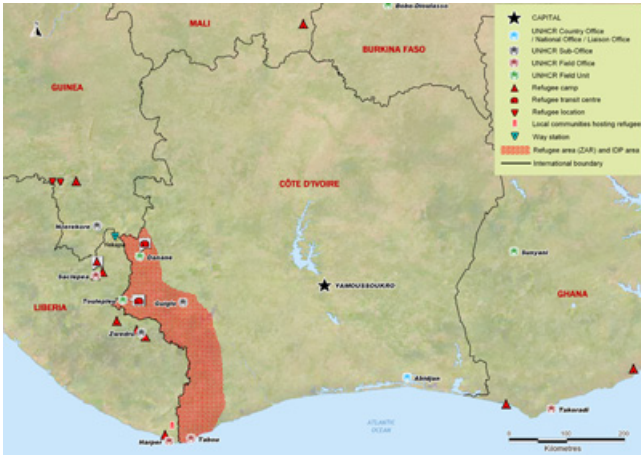 Bobo-Dioulasso
MALI
BURKINA FASO
GUINEA
CÔTE D'IVOIRE
Nzerekore
Danane
Saclepea
Toulepleu
Guiglo
YAMOUSSOUKRO
LIBERIA
Zwedru
Sunyani
GHANA
Abidjan
Takoradi
ATLANTIC
OCEAN
Harper
Tabou
CAPITAL
UNHCR Country Office
/ National Office / Liaison Office
UNHCR Sub-Office
UNHCR Field Office
UNHCR Field Unit
Refugee camp
Refugee transit centre
Refugee location
Local communities hosting refugee
Way station
Refugee area (ZAR) and IDP area
International boundary
0 50 100 200
Kilometres